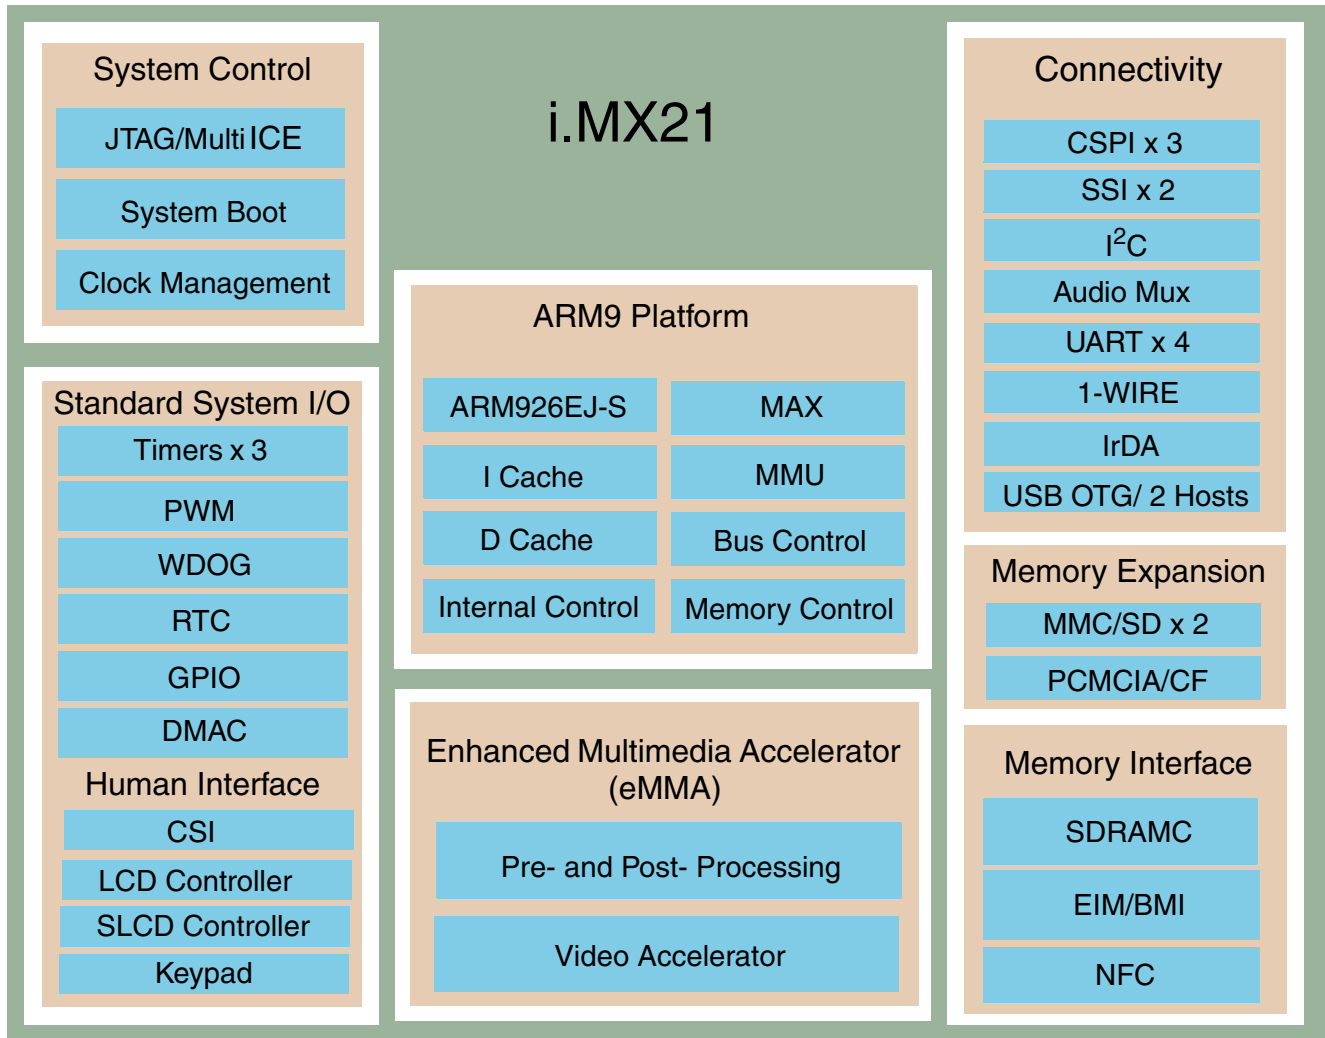 i.MX21
System Control
JTAG/Multi ICE
System Boot
Clock Management
Standard System I/O
Timers x 3
PWM
WDOG
RTC
GPIO
DMAC
Human Interface
CSI
LCD Controller
SLCD Controller
Keypad
ARM9 Platform
ARM926EJ-S
MAX
I Cache
MMU
D Cache
Bus Control
Internal Control
Memory Control
Enhanced Multimedia Accelerator
(eMMA)
Pre- and Post- Processing
Video Accelerator
Connectivity
CSPI x 3
SSI x 2
I²C
Audio Mux
UART x 4
1-WIRE
IrDA
USB OTG/ 2 Hosts
Memory Expansion
MMC/SD x 2
PCMCIA/CF
Memory Interface
SDRAMC
EIM/BMI
NFC